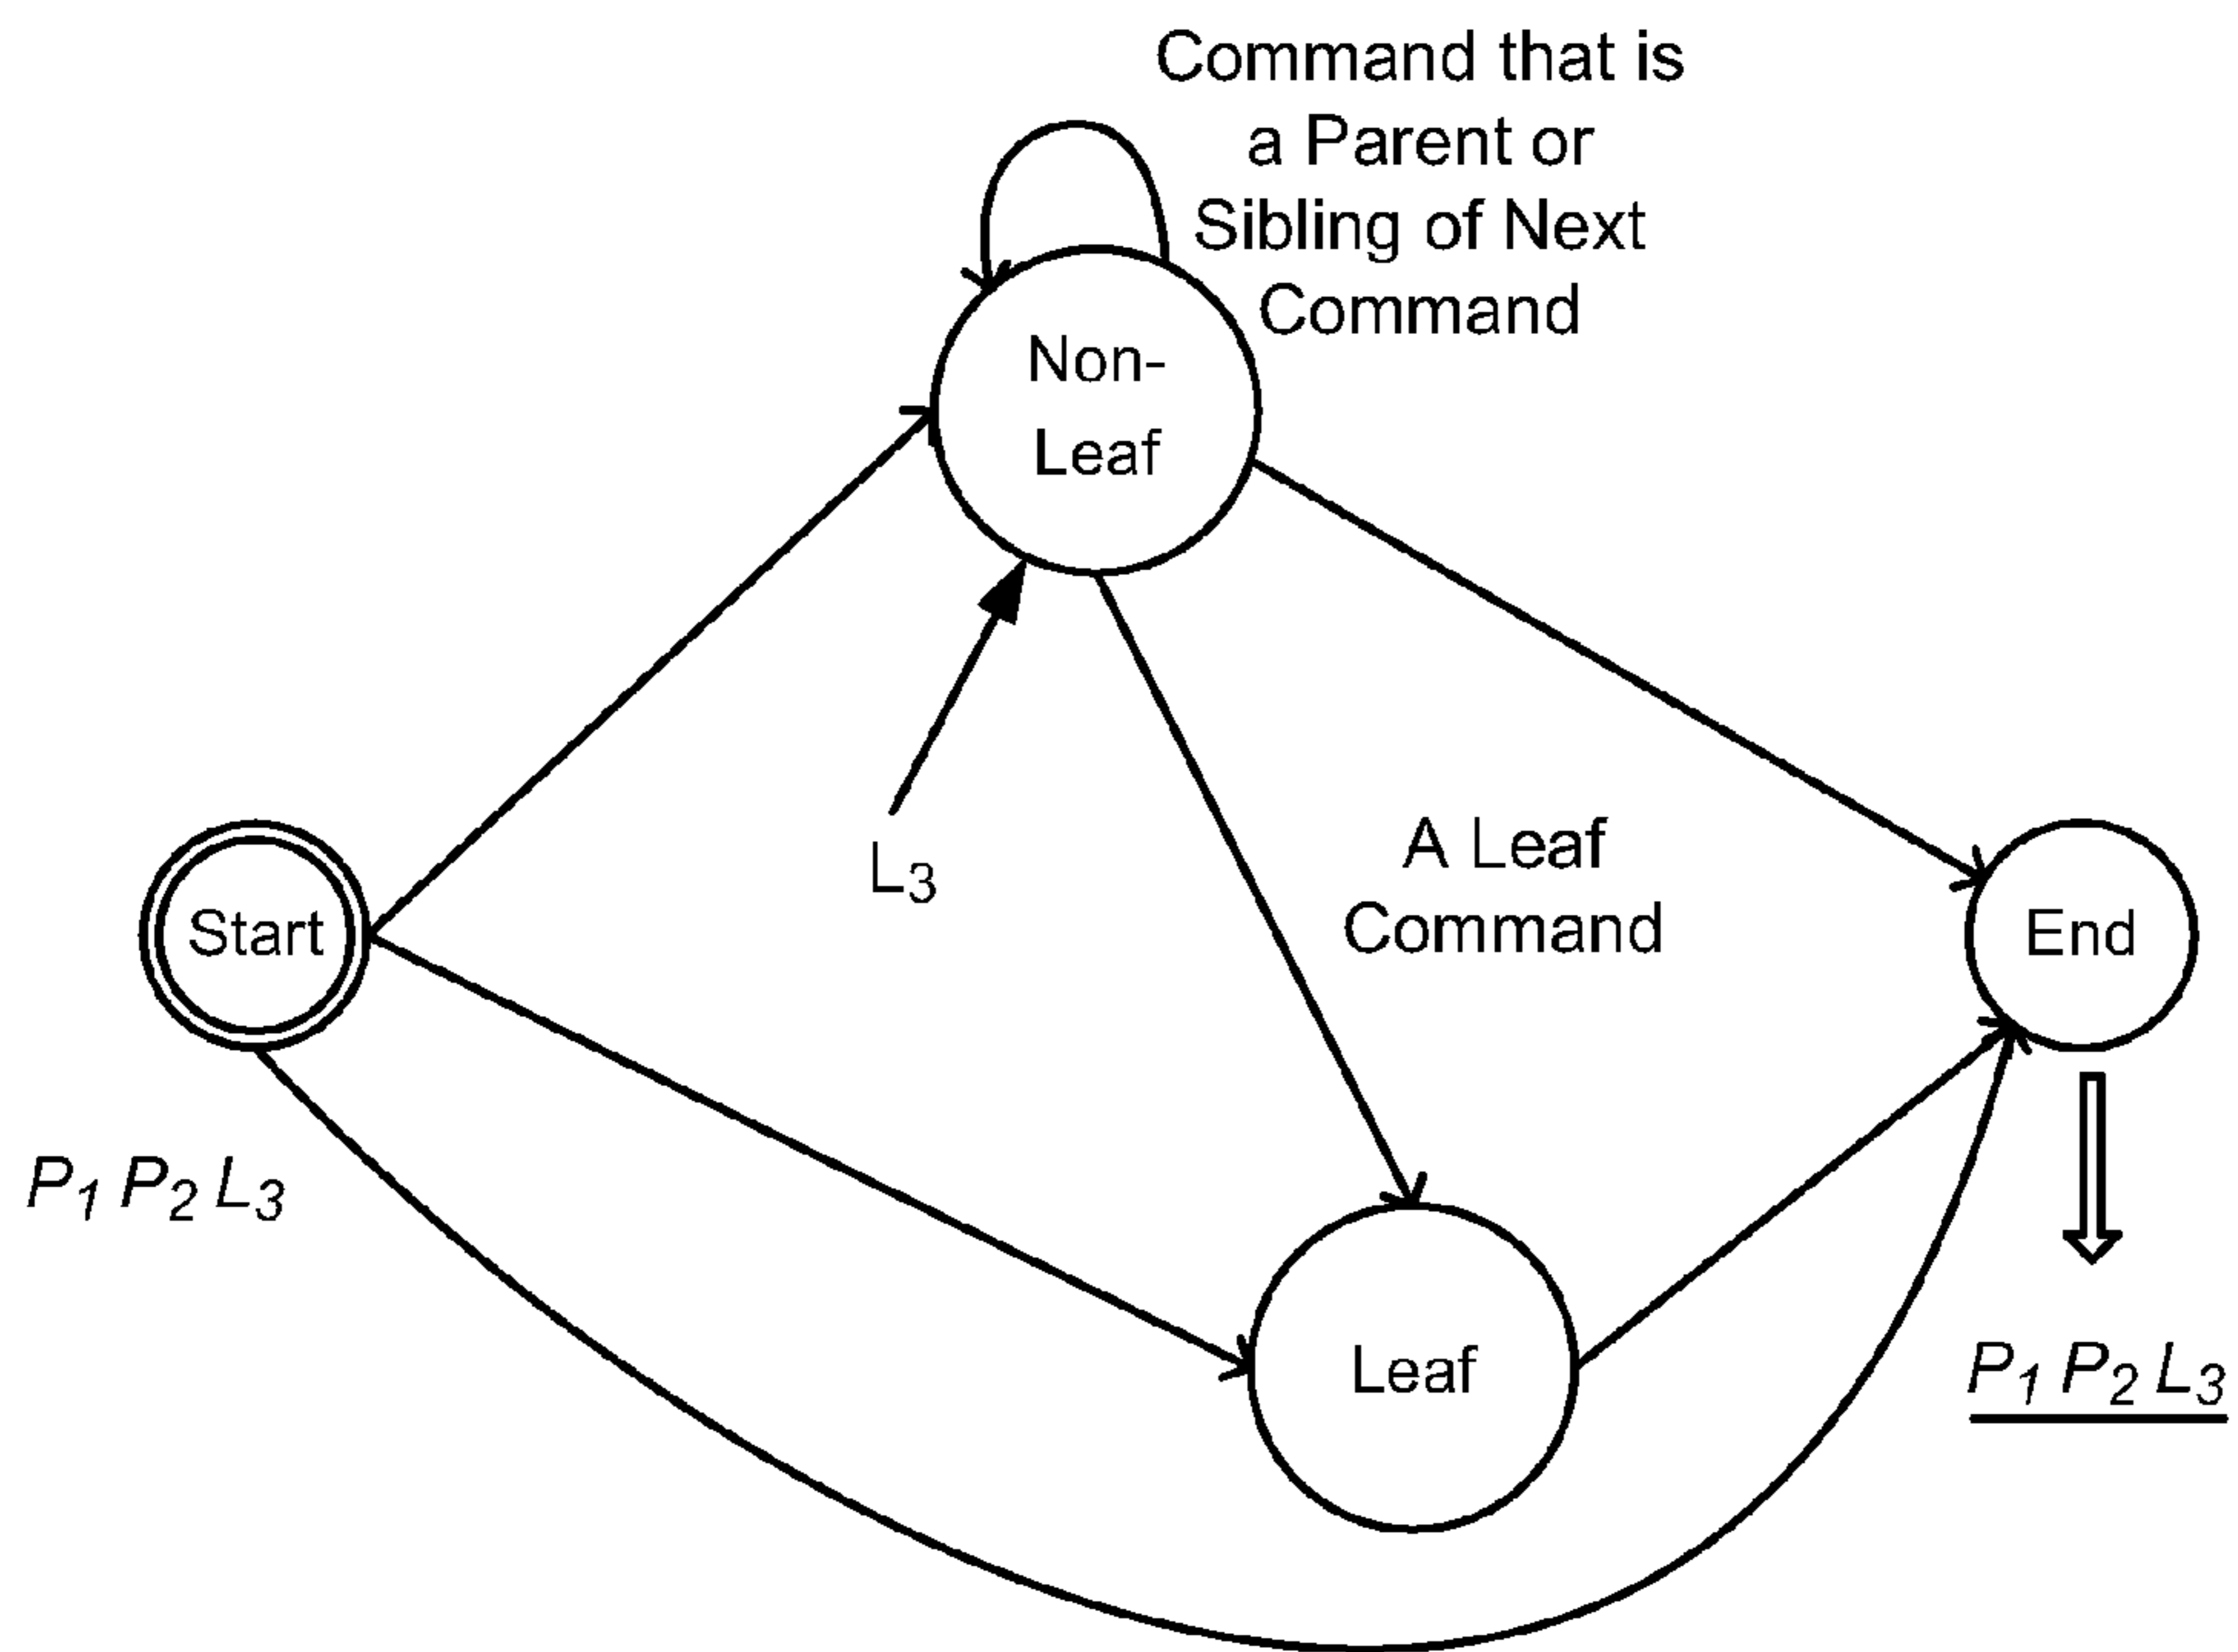 Command that is
a Parent or
Sibling of Next
Command
Non-
Leaf
L3
A Leaf
Command
Start
End
P1 P2 L3
Leaf
P1 P2 L3